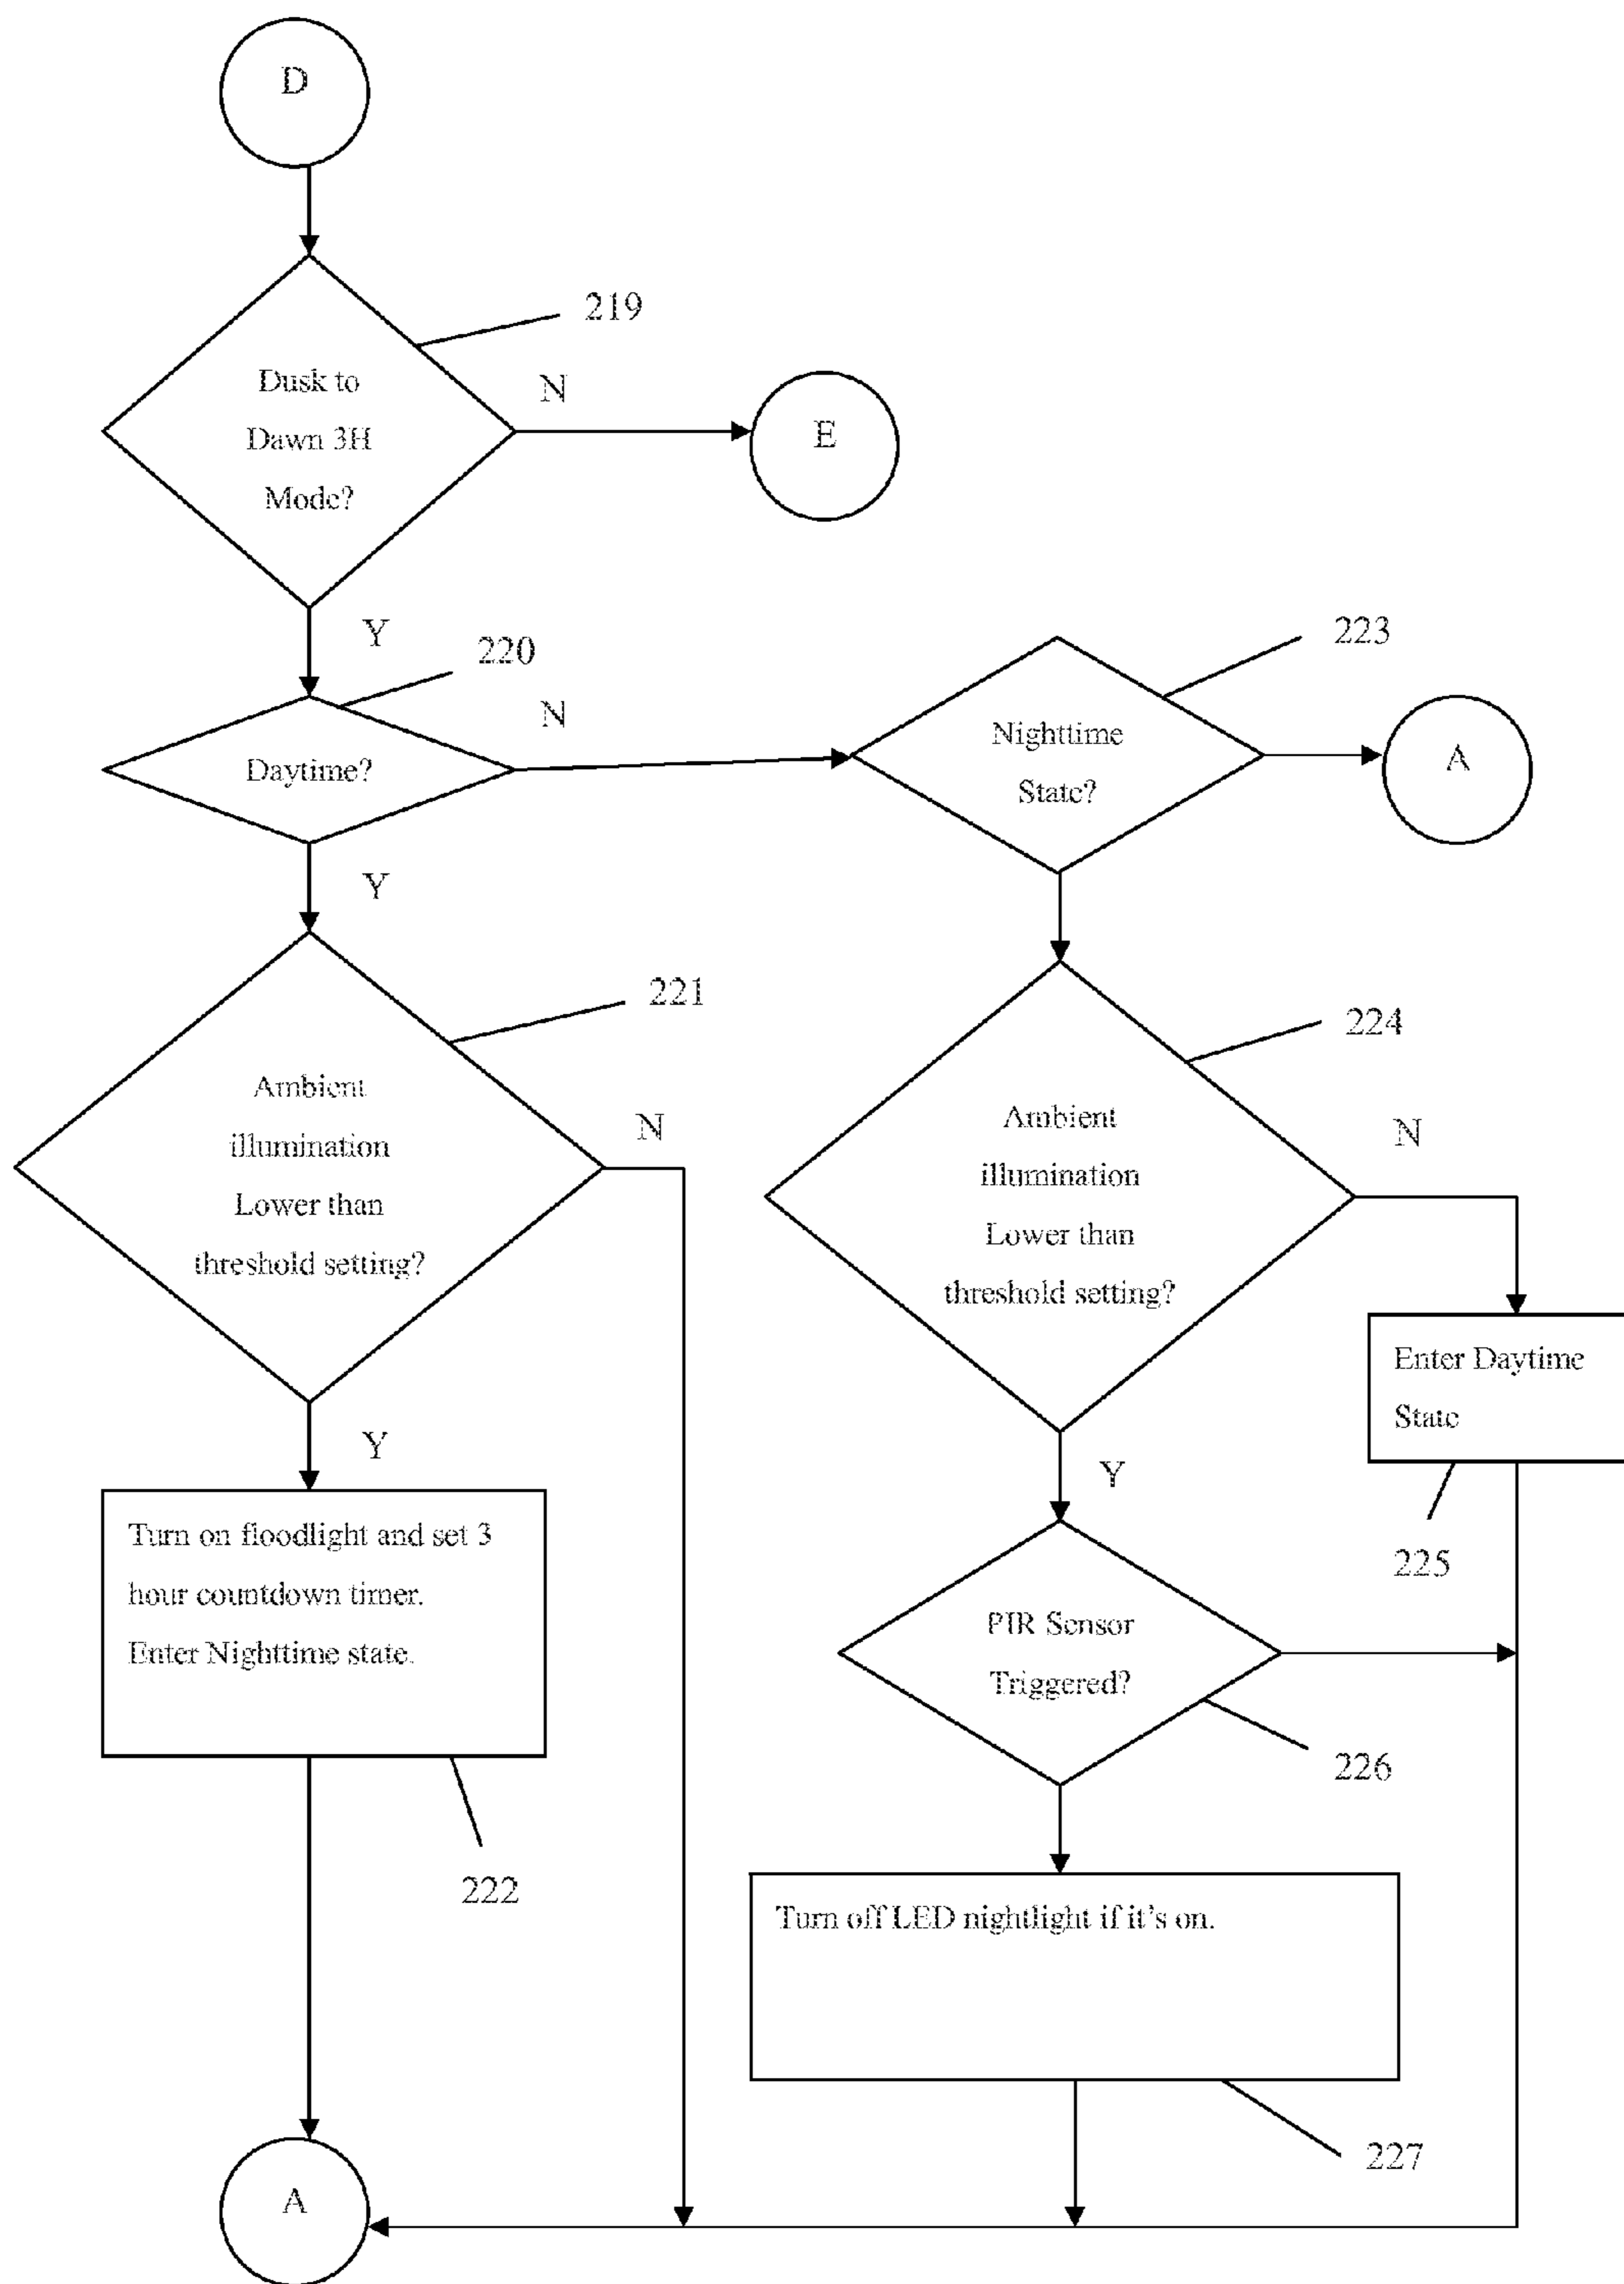 D
219
Dusk to
Dawn 3H
Mode?
N
E
Y
220
Daytime?
N
223
Nighttime
State?
A
Y
221
Ambient
illumination
Lower than
threshold setting?
N
224
Ambient
illumination
Lower than
threshold setting?
N
Enter Daytime
State
225
Y
Turn on floodlight and set 3
hour countdown timer.
Enter Nighttime state.
222
Y
PIR Sensor
Triggered?
226
Turn off LED nightlight if it's on.
227
A